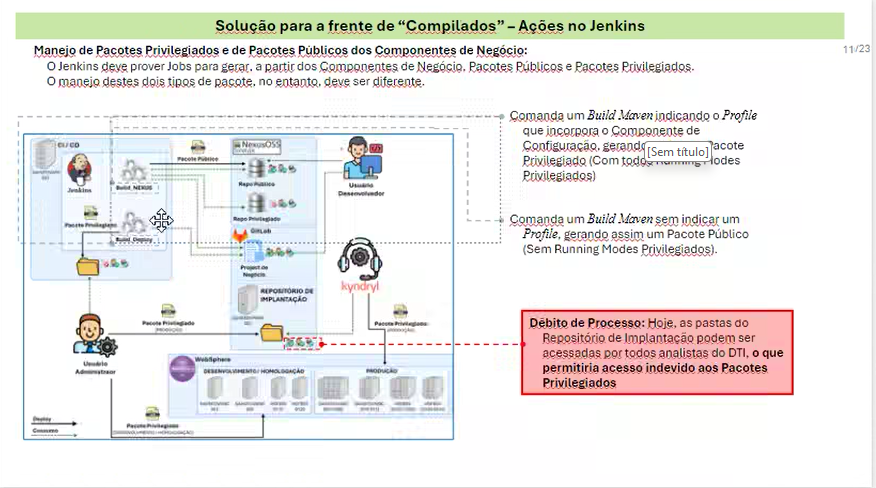 Solução para a frente de “Compilados” – Ações no Jenkins
11/23
Manejo de Pacotes Privilegiados e de Pacotes Públicos dos Componentes de Negócio:
O Jenkins deve prover Jobs para gerar, a partir dos Componentes de Negócio, Pacotes Públicos e Pacotes Privilegiados.
O manejo destes dois tipos de pacote, no entanto, deve ser diferente.
Comanda um Build Maven indicando o Profile
que incorpora o Componente de
Configuração, gerando acote
[Sem título]
Privilegiado (Com todos Running Modes
Privilegiados)
Comanda um Build Maven sem indicar um
Profile, gerando assim um Pacote Público
(Sem Running Modes Privilegiados).
Débito de Processo: Hoje, as pastas do
Repositório de Implantação podem ser
acessadas por todos analistas do DTI, o que
permitiria acesso indevido aos Pacotes
Privilegiados
CI / CD
Jenkins
Build_NEXUS
Pacote Privilegiado
Build_Deploy
Pacote Público
NexusOSS
Repo Público
Repo Privilegiado
GitLab
Projeto de
Negócio
REPOSITÓRIO DE
IMPLANTAÇÃO
Usuário
Desenvolvedor
kyndryl
Usuário
Administrador
Pacote Privilegiado
(PRODUÇÃO)
Pacote Privilegiado
(PRODUÇÃO)
WebSphere
DESENVOLVIMENTO / HOMOLOGAÇÃO
PRODUÇÃO
Deploy
Consumo
Pacote Privilegiado
(DESENVOLVIMENTO / HOMOLOGAÇÃO)